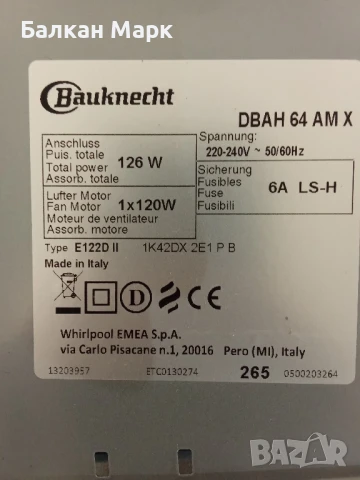 Балкан Марк
Bauknecht
DBAH 64 AM X
Anschluss
Puis. totale
Total power
Assorb. totale
126 W
Spannung:
220-240V ~ 50/60Hz
Lufter Motor
Fan Motor
Moteur de ventilateur
Assorb. motore
1x120W
Sicherung
Fusibles
Fuse
Fusibili
6A LS-H
Type E122D II 1K42DX 2E1 P B
Made in Italy
Whirlpool EMEA S.p.A.
via Carlo Pisacane n.1, 20016 Pero (MI), Italy
13203957 ETC0130274 265 0500203264
BAZAR